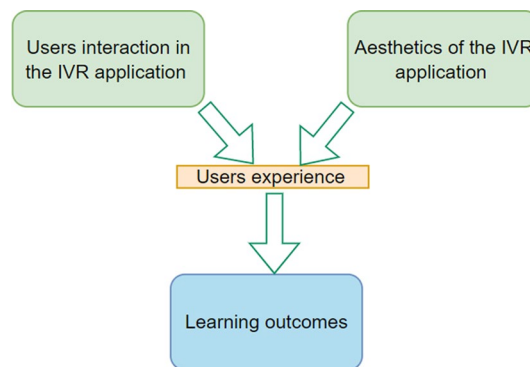 Users interaction in
the IVR application
Aesthetics of the IVR
application
Users experience
Learning outcomes